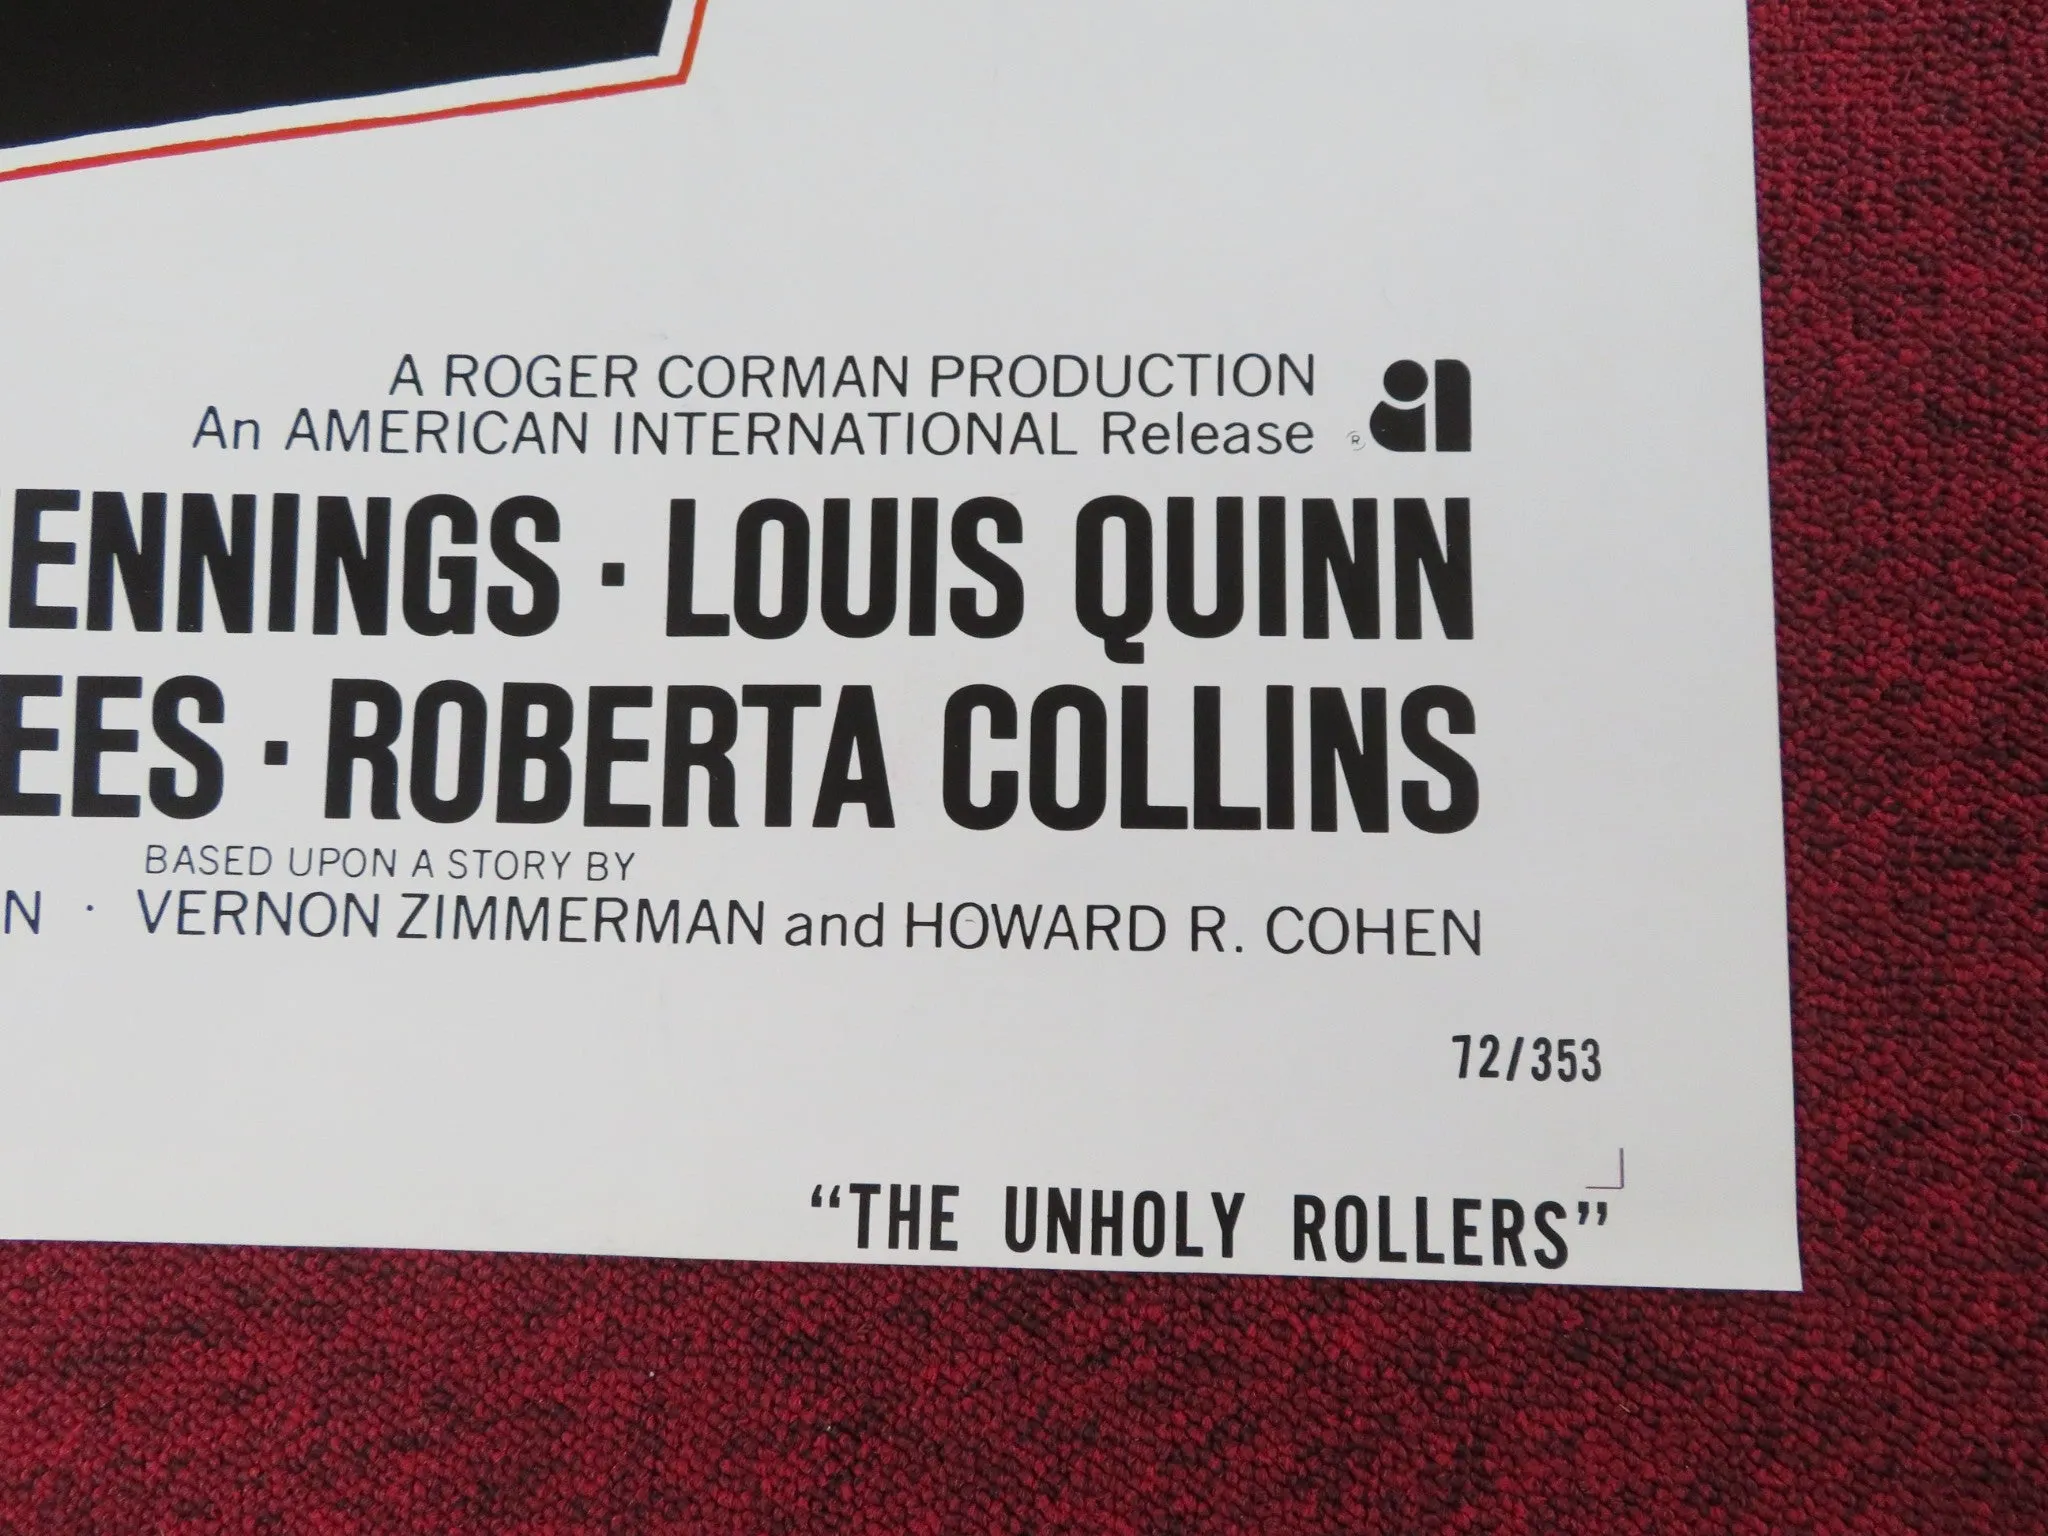 A ROGER CORMAN PRODUCTION
An AMERICAN INTERNATIONAL Release ® ai
ENNINGS · LOUIS QUINN
EES · ROBERTA COLLINS
BASED UPON A STORY BY
N · VERNON ZIMMERMAN and HOWARD R. COHEN
72/353
“THE UNHOLY ROLLERS”